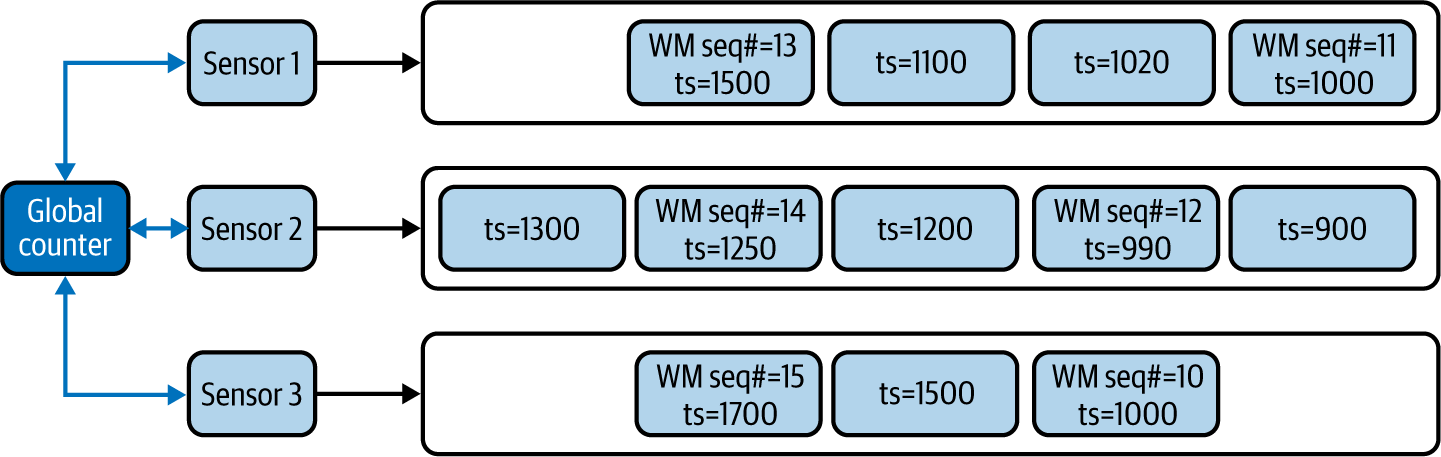 Sensor 1
WM seq#=13
ts=1500
ts=1100
ts=1020
WM seq#=11
ts=1000
Global
counter
Sensor 2
ts=1300
WM seq#=14
ts=1250
ts=1200
WM seq#=12
ts=990
ts=900
Sensor 3
WM seq#=15
ts=1700
ts=1500
WM seq#=10
ts=1000